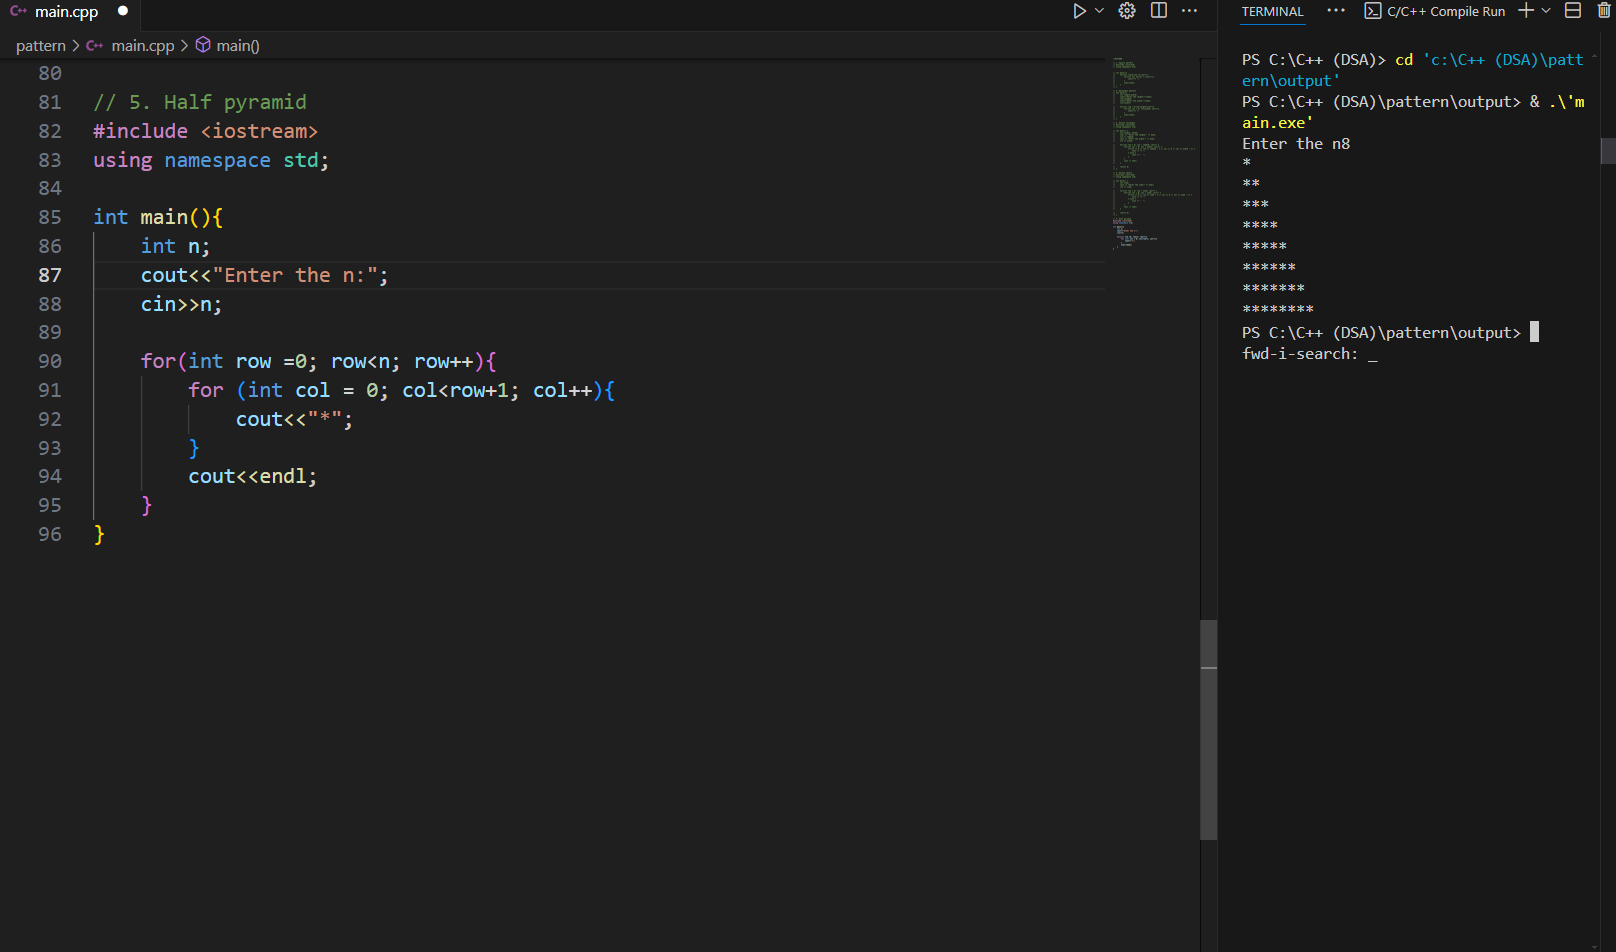 main.cpp
pattern > main.cpp > main()
80
81 // 5. Half pyramid
82 #include <iostream>
83 using namespace std;
84
85 int main(){
86     int n;
87     cout<<"Enter the n:";
88     cin>>n;
89
90     for(int row =0; row<n; row++){
91         for (int col = 0; col<row+1; col++){
92             cout<<"*";
93         }
94         cout<<endl;
95     }
96 }
TERMINAL C/C++ Compile Run
PS C:\C++ (DSA)> cd 'c:\C++ (DSA)\patt
ern\output'
PS C:\C++ (DSA)\pattern\output> & .\'m
ain.exe'
Enter the n8
*
**
***
****
*****
******
*******
********
PS C:\C++ (DSA)\pattern\output>
fwd-i-search: _